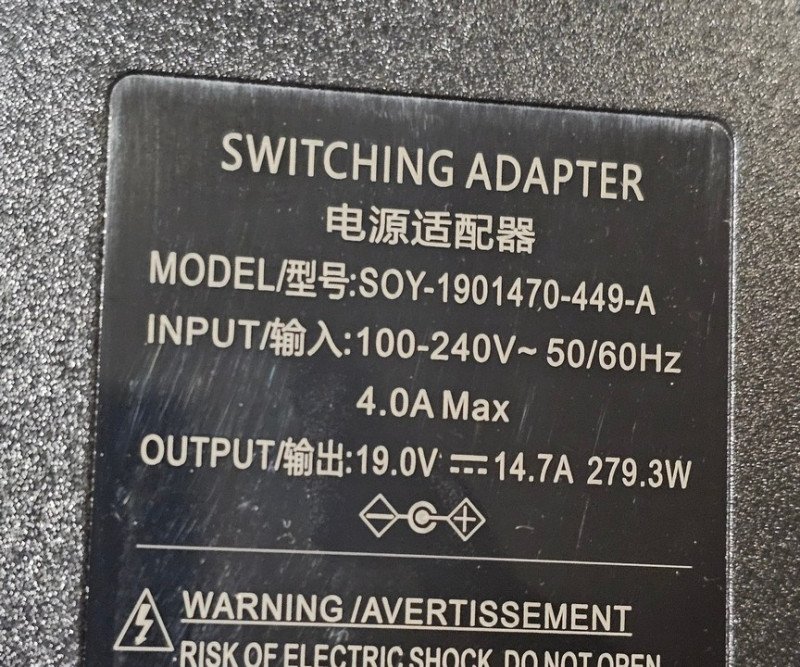 SWITCHING ADAPTER
电源适配器
MODEL/型号:SOY-1901470-449-A
INPUT/输入:100-240V~ 50/60Hz
4.0A Max
OUTPUT/输出:19.0V ⎓ 14.7A 279.3W
WARNING /AVERTISSEMENT
RISK OF ELECTRIC SHOCK, DO NOT OPEN